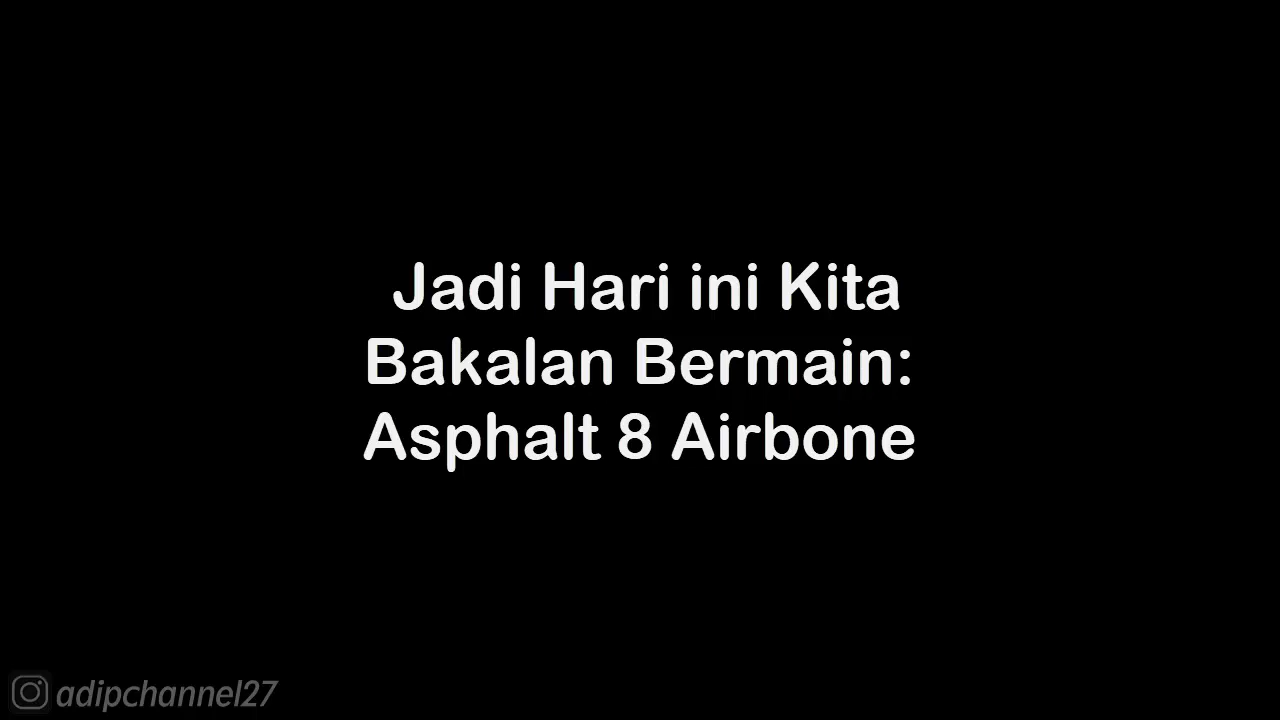 Jadi Hari ini Kita
Bakalan Bermain:
Asphalt 8 Airbone
adipchannel27